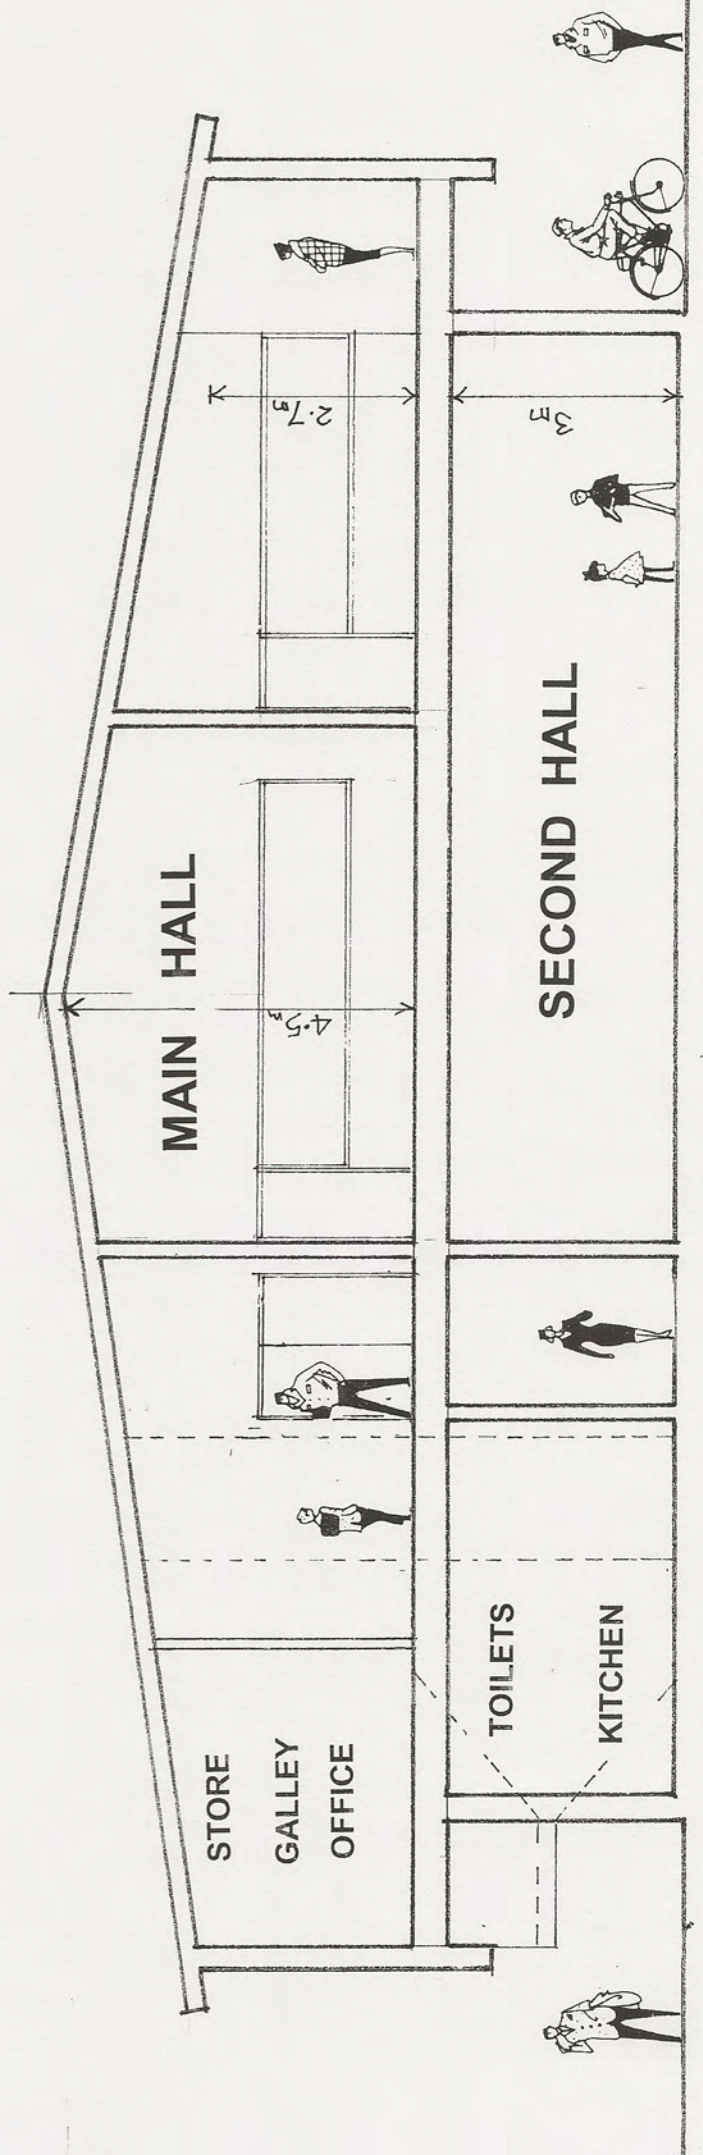 STORE
GALLEY
OFFICE
MAIN HALL
4.5m
2.7m
TOILETS
KITCHEN
SECOND HALL
3m